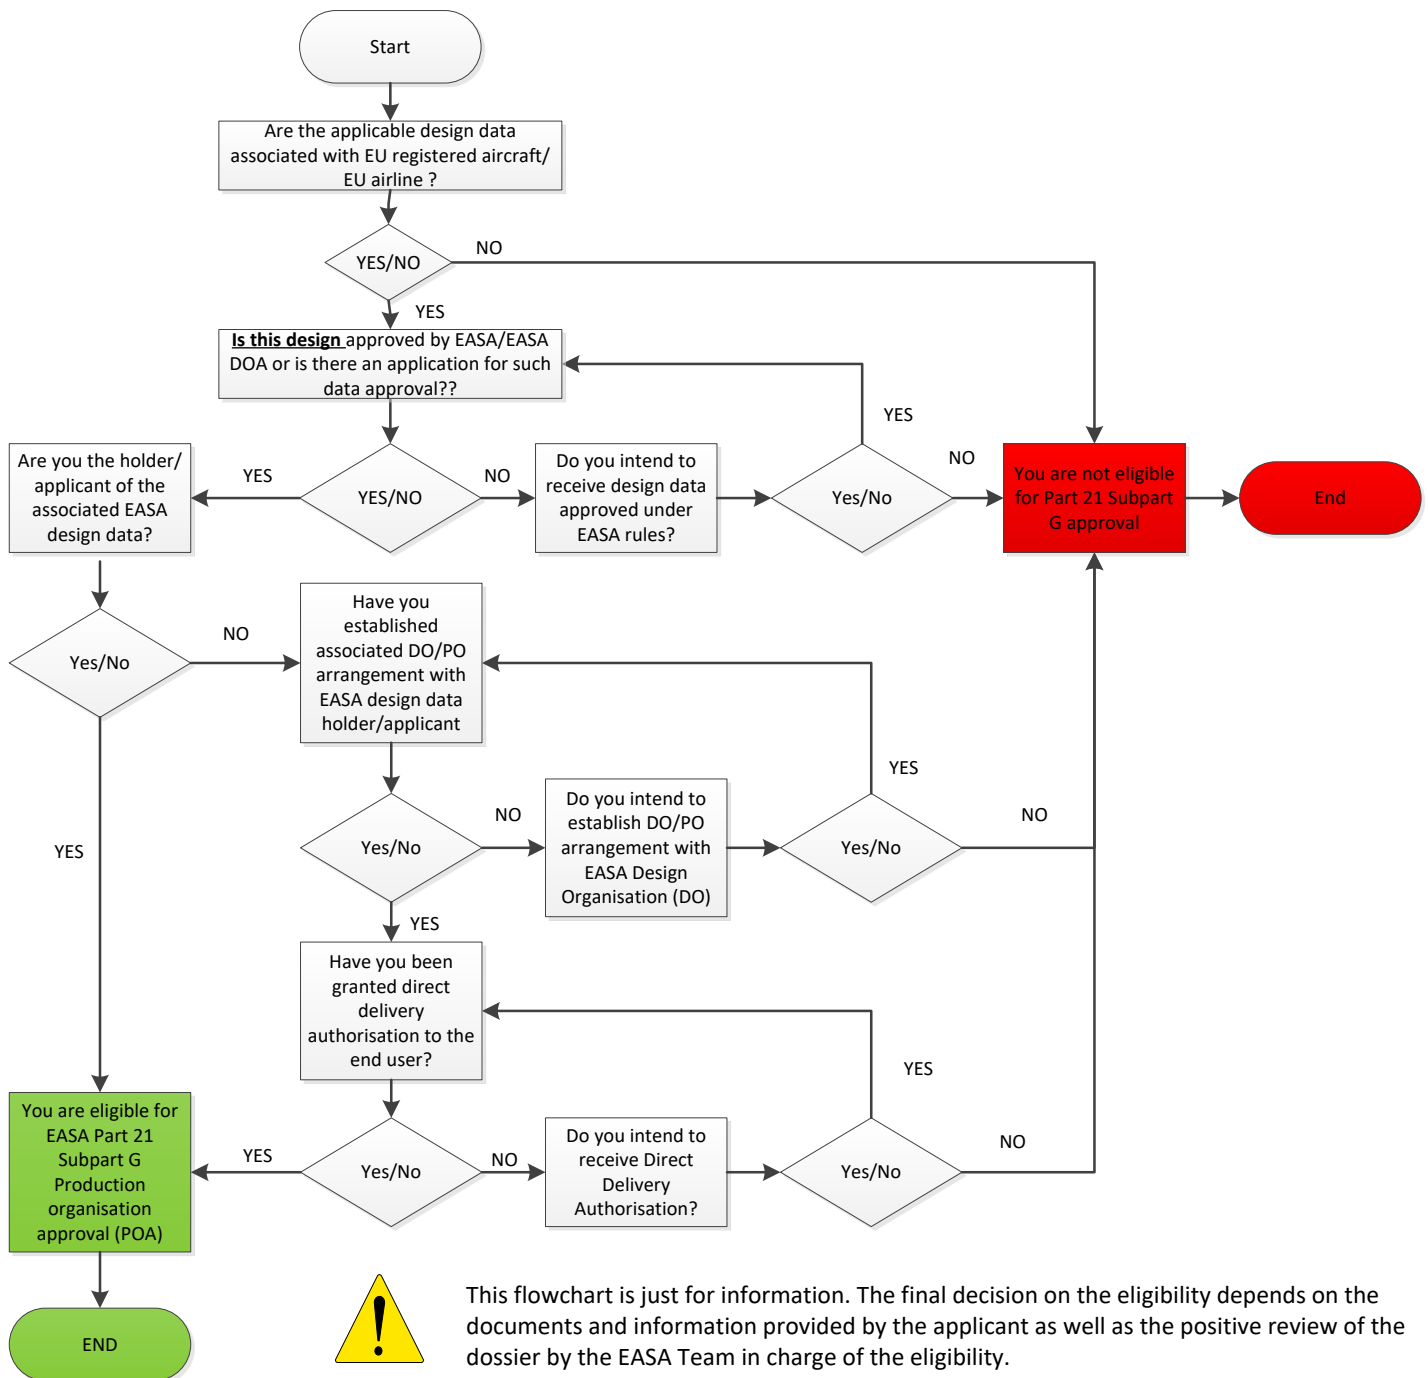 Start
Are the applicable design data
associated with EU registered aircraft/
EU airline ?
YES/NO
NO
YES
Is this design approved by EASA/EASA
DOA or is there an application for such
data approval??
YES
Are you the holder/
applicant of the
associated EASA
design data?
YES
YES/NO
NO
Do you intend to
receive design data
approved under
EASA rules?
Yes/No
NO
You are not eligible
for Part 21 Subpart
G approval
End
Yes/No
NO
Have you
established
associated DO/PO
arrangement with
EASA design data
holder/applicant
YES
YES
Yes/No
NO
Do you intend to
establish DO/PO
arrangement with
EASA Design
Organisation (DO)
Yes/No
NO
YES
Have you been
granted direct
delivery
authorisation to the
end user?
YES
You are eligible for
EASA Part 21
Subpart G
Production
organisation
approval (POA)
YES
Yes/No
NO
Do you intend to
receive Direct
Delivery
Authorisation?
Yes/No
NO
END
This flowchart is just for information. The final decision on the eligibility depends on the
documents and information provided by the applicant as well as the positive review of the
dossier by the EASA Team in charge of the eligibility.